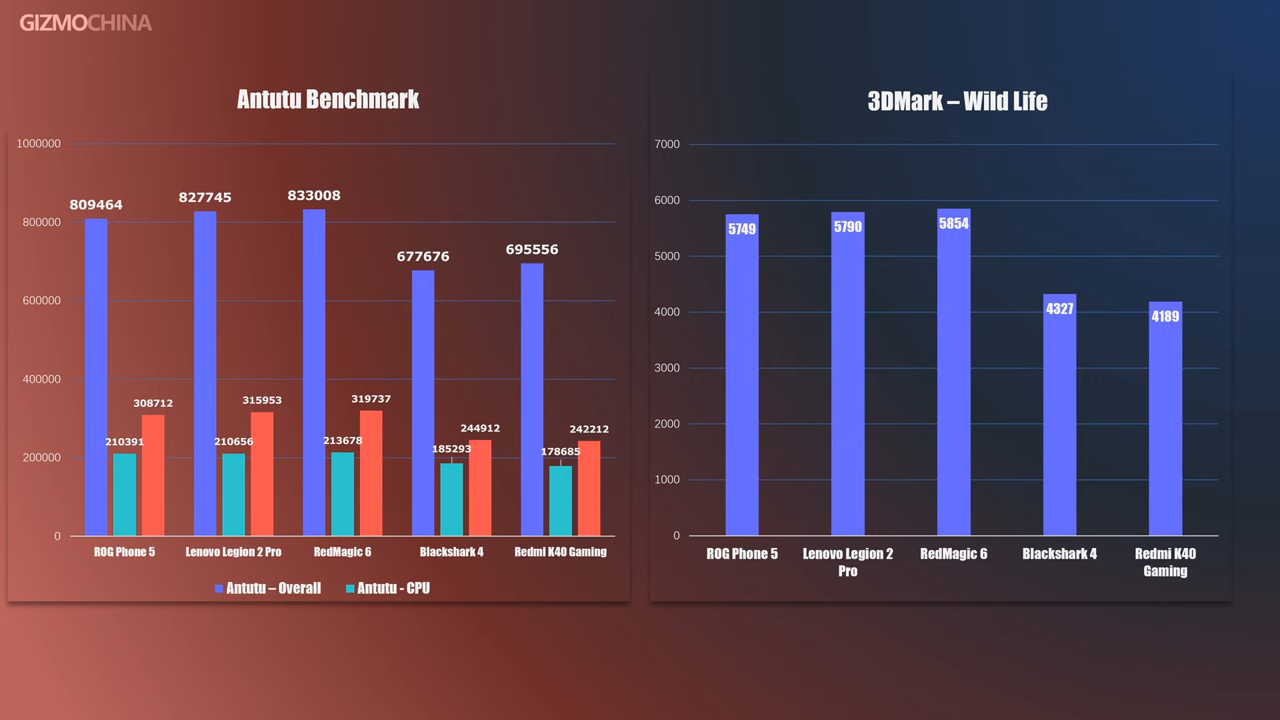 GIZMOCHINA
Antutu Benchmark
1000000
800000
600000
400000
200000
0
809464
827745
833008
677676
695556
308712
315953
319737
244912
242212
210391
210656
213678
185293
178685
ROG Phone 5
Lenovo Legion 2 Pro
RedMagic 6
Blackshark 4
Redmi K40 Gaming
Antutu – Overall
Antutu - CPU
3DMark – Wild Life
7000
6000
5000
4000
3000
2000
1000
0
5749
5790
5854
4327
4189
ROG Phone 5
Lenovo Legion 2
Pro
RedMagic 6
Blackshark 4
Redmi K40
Gaming